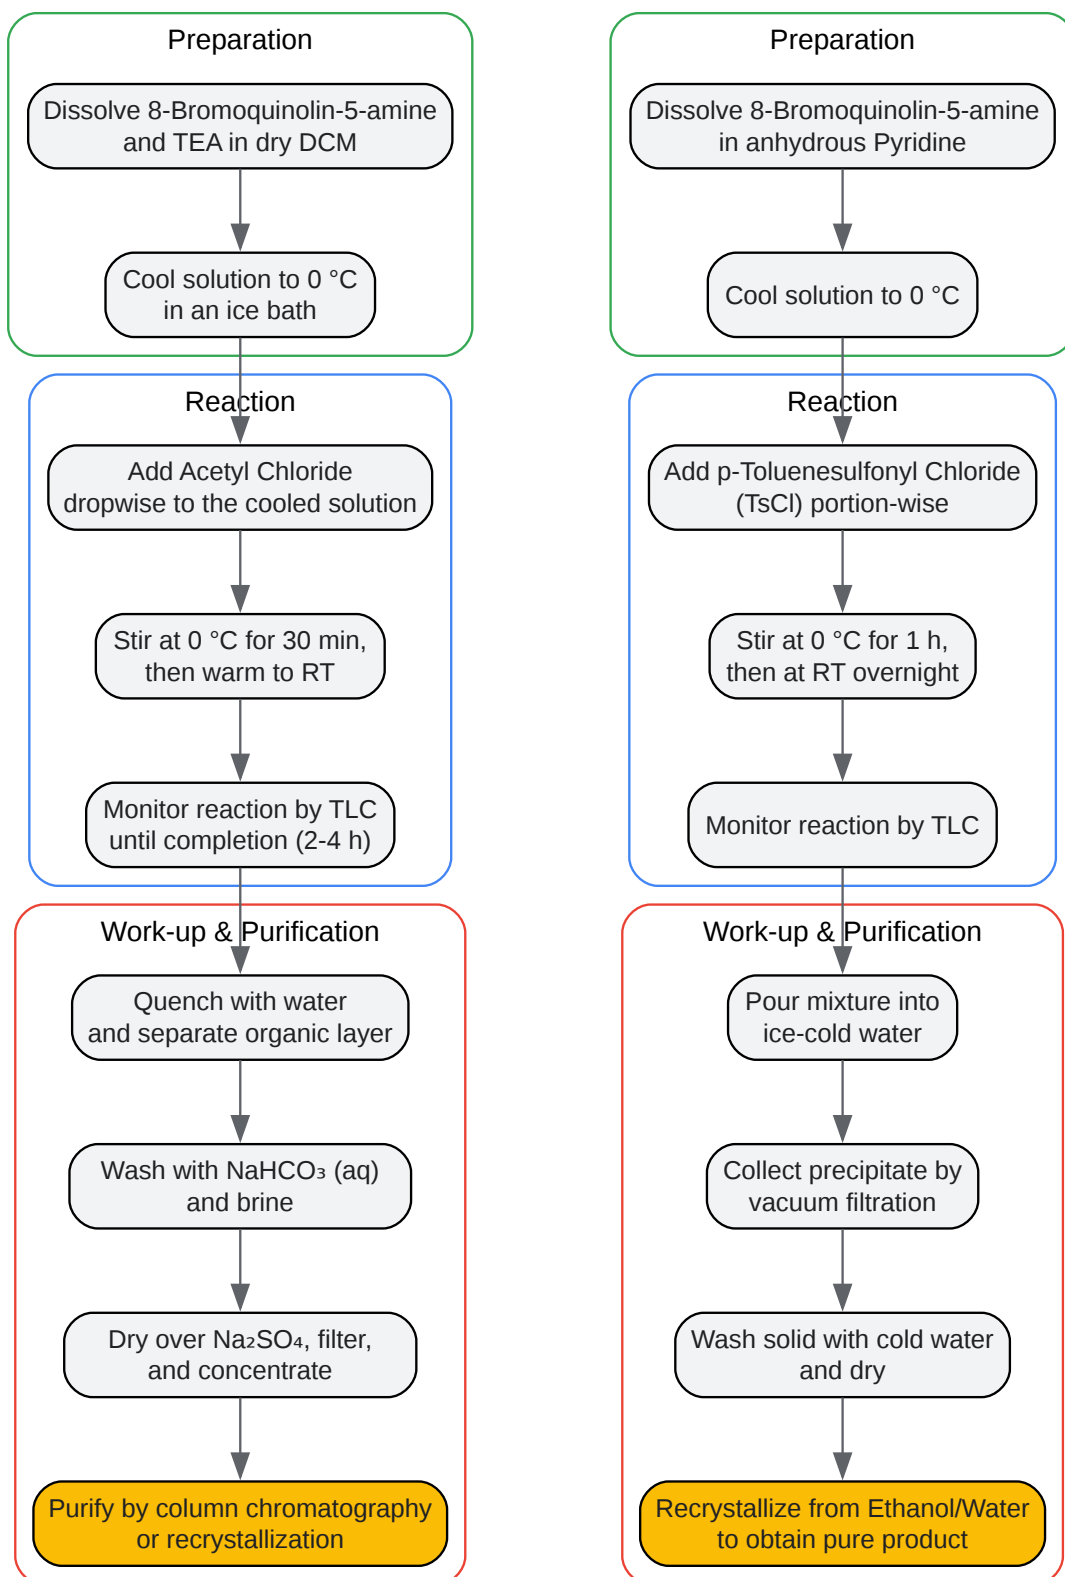 Preparation
Dissolve 8-Bromoquinolin-5-amine
and TEA in dry DCM
Cool solution to 0 °C
in an ice bath
Reaction
Add Acetyl Chloride
dropwise to the cooled solution
Stir at 0 °C for 30 min,
then warm to RT
Monitor reaction by TLC
until completion (2-4 h)
Work-up & Purification
Quench with water
and separate organic layer
Wash with NaHCO₃ (aq)
and brine
Dry over Na₂SO₄, filter,
and concentrate
Purify by column chromatography
or recrystallization
Preparation
Dissolve 8-Bromoquinolin-5-amine
in anhydrous Pyridine
Cool solution to 0 °C
Reaction
Add p-Toluenesulfonyl Chloride
(TsCl) portion-wise
Stir at 0 °C for 1 h,
then at RT overnight
Monitor reaction by TLC
Work-up & Purification
Pour mixture into
ice-cold water
Collect precipitate by
vacuum filtration
Wash solid with cold water
and dry
Recrystallize from Ethanol/Water
to obtain pure product